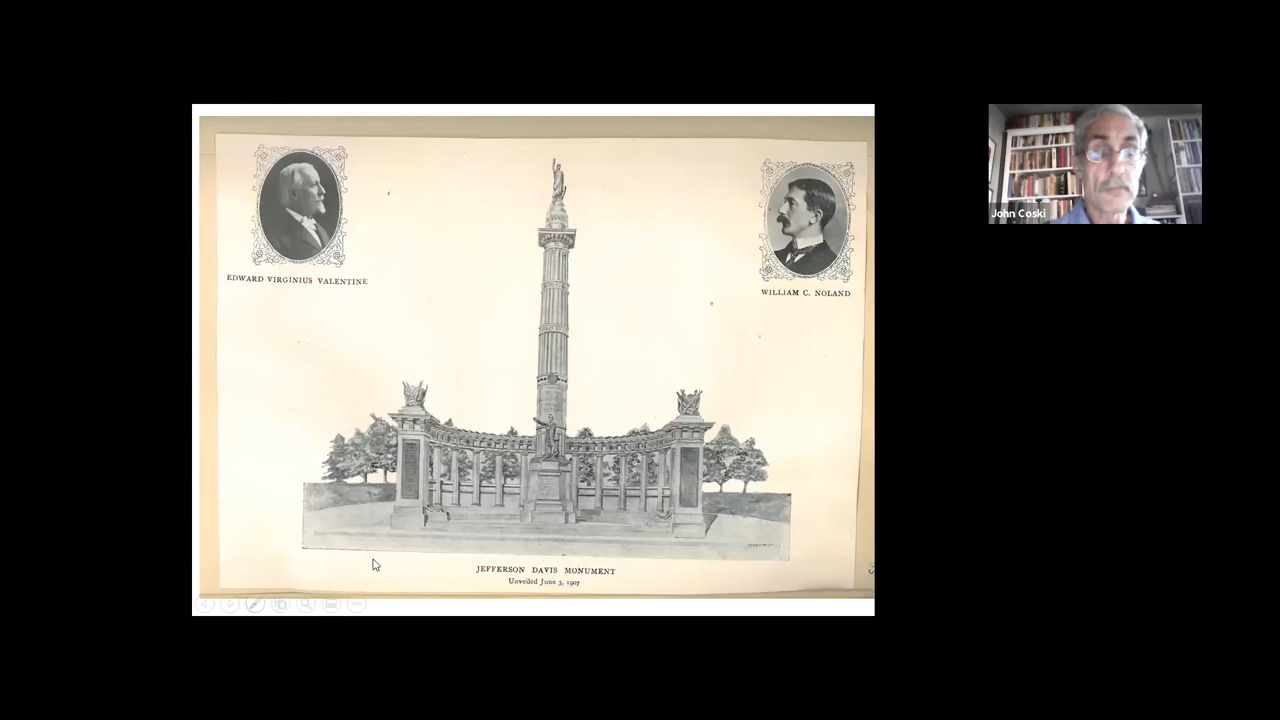 EDWARD VIRGINIUS VALENTINE
WILLIAM C. NOLAND
JEFFERSON DAVIS MONUMENT
Unveiled June 3, 1907
John Coski